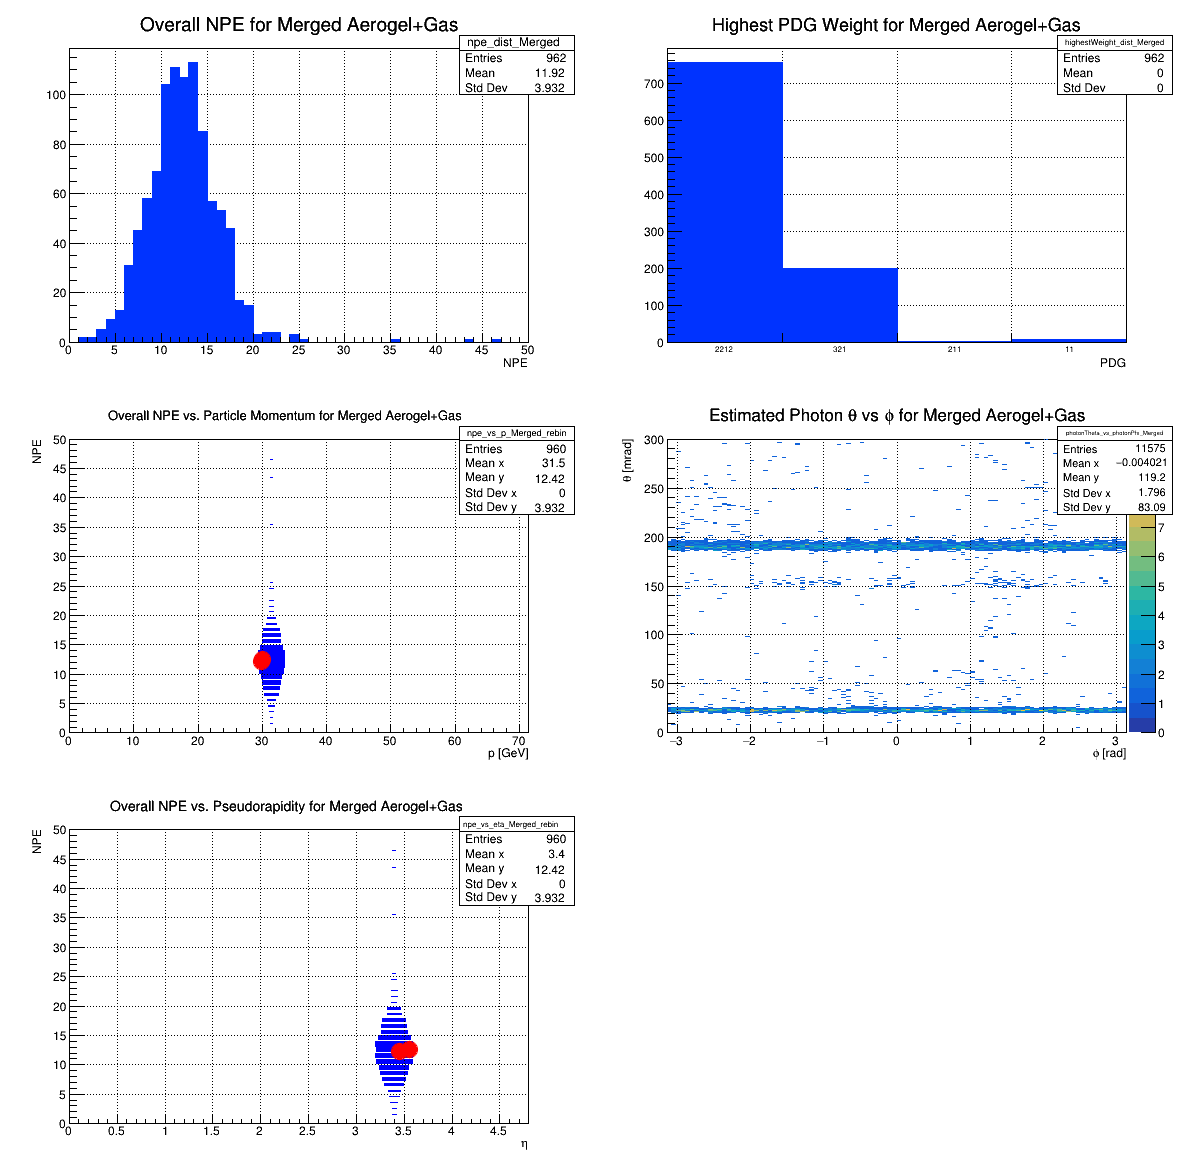 Overall NPE for Merged Aerogel+Gas
npe_dist_Merged
Entries 962
Mean 11.92
Std Dev 3.932
100
80
60
40
20
0
0 5 10 15 20 25 30 35 40 45 50
NPE
Highest PDG Weight for Merged Aerogel+Gas
highestWeight_dist_Merged
Entries 962
Mean 0
Std Dev 0
700
600
500
400
300
200
100
0
2212 321 211 11
PDG
Overall NPE vs. Particle Momentum for Merged Aerogel+Gas
npe_vs_p_Merged_rebin
Entries 960
Mean x 31.5
Mean y 12.42
Std Dev x 0
Std Dev y 3.932
NPE
50
45
40
35
30
25
20
15
10
5
0
0 10 20 30 40 50 60 70
p [GeV]
Estimated Photon θ vs ϕ for Merged Aerogel+Gas
photonTheta_vs_photonPhi_Merged
Entries 11575
Mean x −0.004021
Mean y 119.2
Std Dev x 1.796
Std Dev y 83.09
θ [mrad]
300
250
200
150
100
50
0
−3 −2 −1 0 1 2 3
ϕ [rad]
7
6
5
4
3
2
1
0
Overall NPE vs. Pseudorapidity for Merged Aerogel+Gas
npe_vs_eta_Merged_rebin
Entries 960
Mean x 3.4
Mean y 12.42
Std Dev x 0
Std Dev y 3.932
NPE
50
45
40
35
30
25
20
15
10
5
0
0 0.5 1 1.5 2 2.5 3 3.5 4 4.5
η